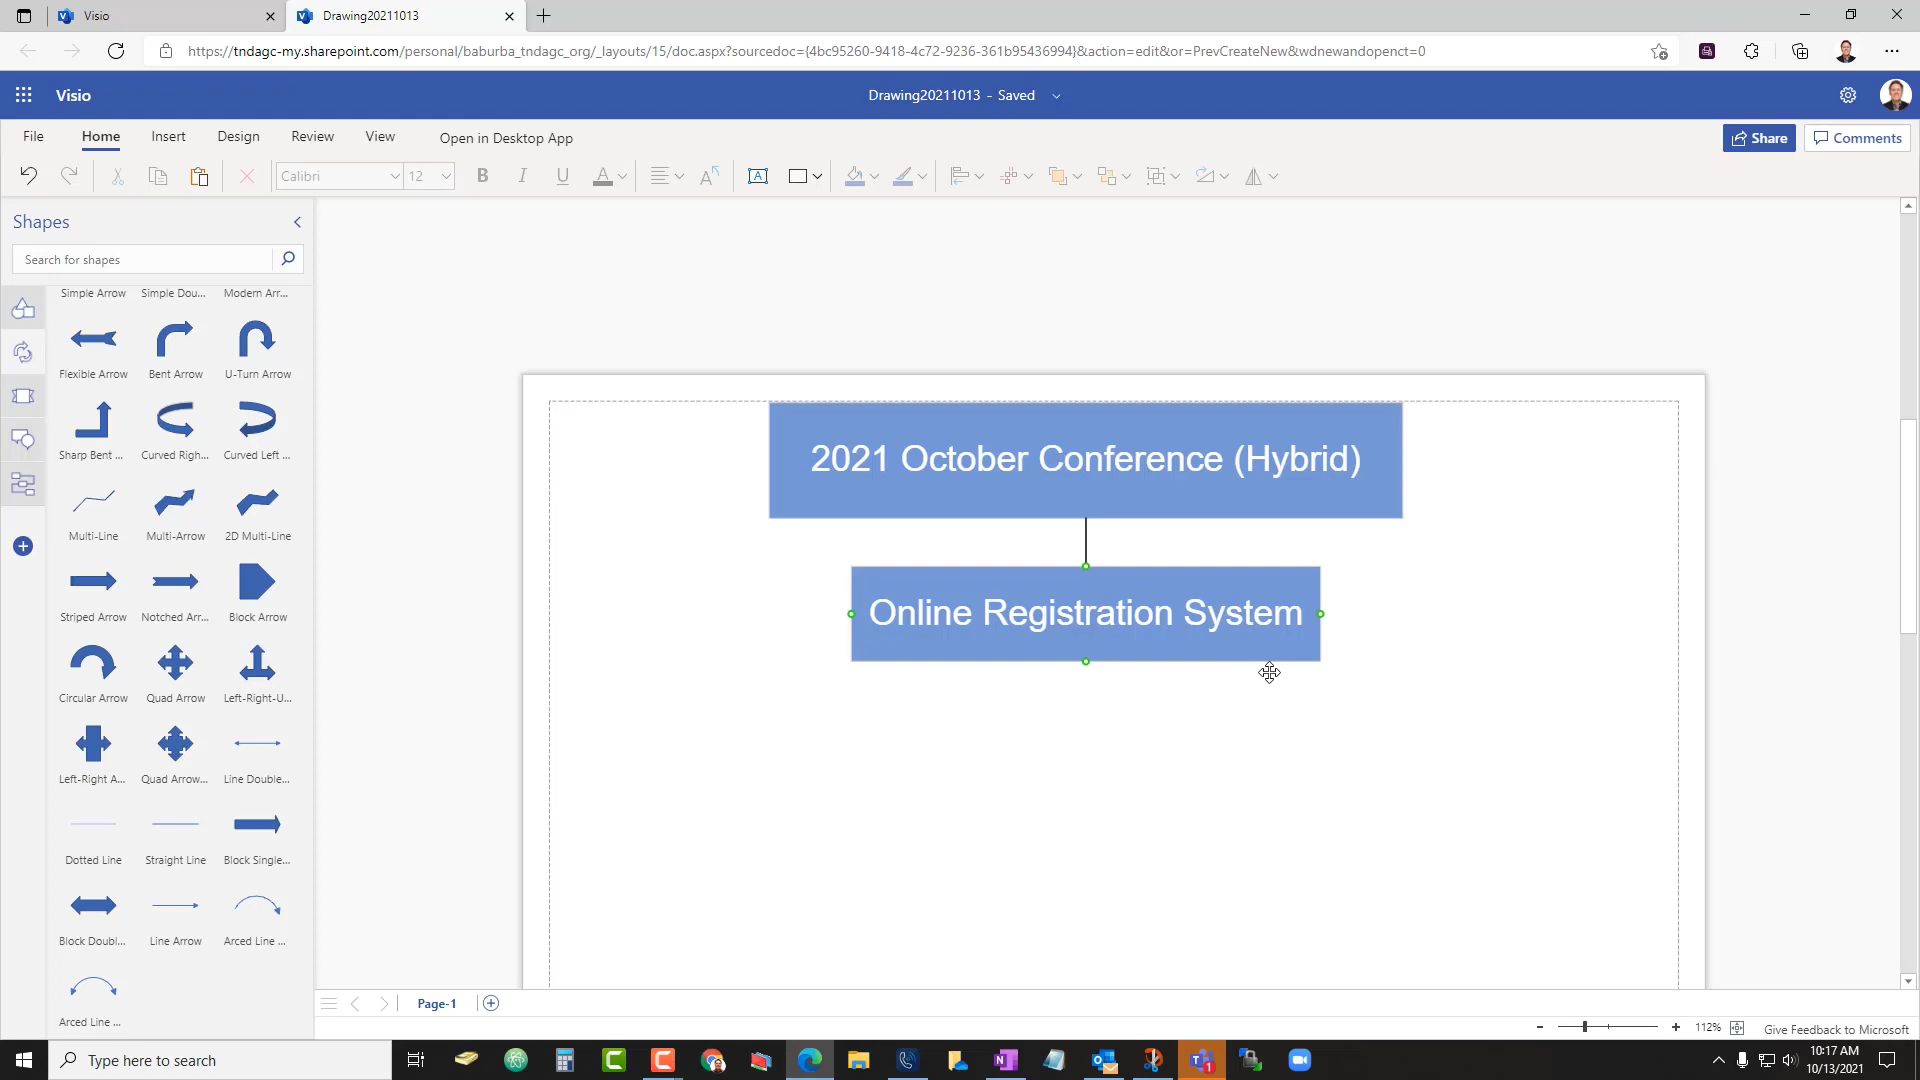 Visio
Drawing20211013
https://tndagc-my.sharepoint.com/personal/baburba_tndagc_org/_layouts/15/doc.aspx?sourcedoc={4bc95260-9418-4c72-9236-361b95436994}&action=edit&or=PrevCreateNew&wdnewandopenct=0
Visio
Drawing20211013 - Saved
File Home Insert Design Review View Open in Desktop App
Share Comments
Calibri 12 B I U A
Shapes
Search for shapes
Simple Arrow Simple Dou... Modern Arr...
Flexible Arrow Bent Arrow U-Turn Arrow
Sharp Bent ... Curved Righ... Curved Left ...
Multi-Line Multi-Arrow 2D Multi-Line
Striped Arrow Notched Arr... Block Arrow
Circular Arrow Quad Arrow Left-Right-U...
Left-Right A... Quad Arrow... Line Double...
Dotted Line Straight Line Block Single...
Block Doubl... Line Arrow Arced Line ...
Arced Line ...
2021 October Conference (Hybrid)
Online Registration System
Page-1
112% Give Feedback to Microsoft
Type here to search
10:17 AM
10/13/2021